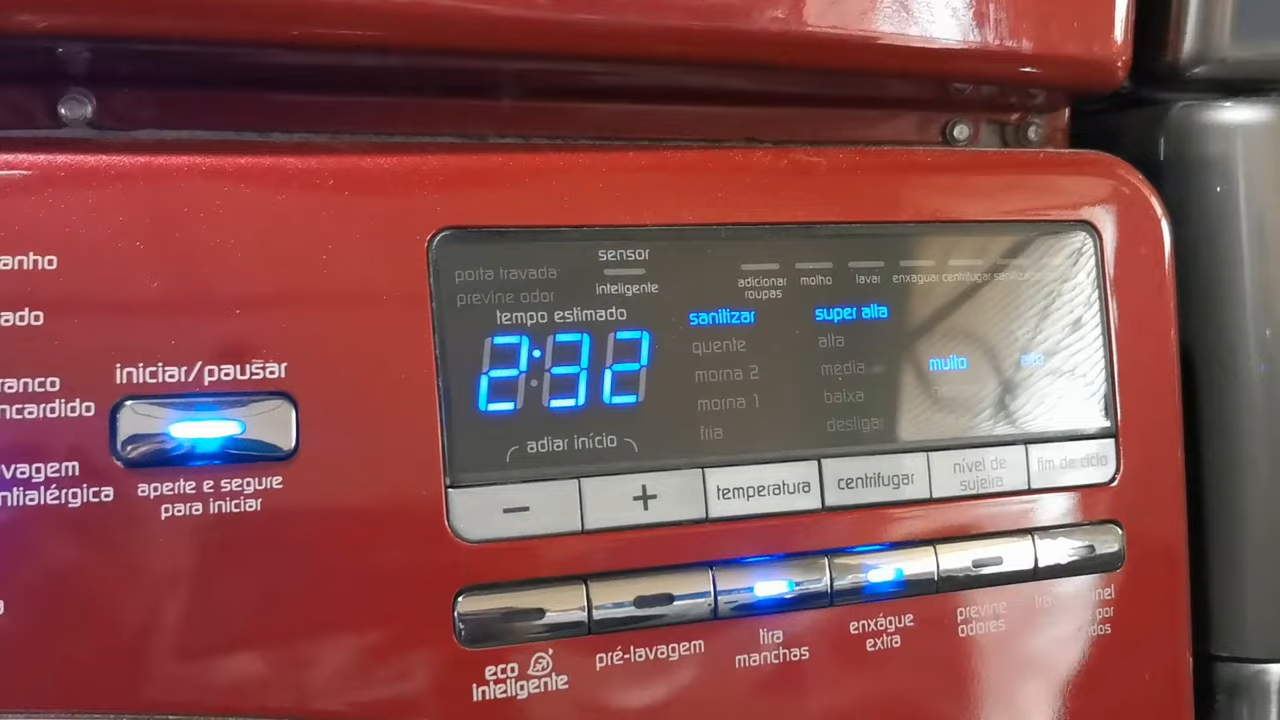 anho
ado
ranco
ncardido
vagem
ntialérgica
iniciar/pausar
aperte e segure
para iniciar
porta travada
previne odor
sensor
inteligente
tempo estimado
2:32
adiar início
adicionar
roupas
molho
lavar
enxaguar
centrifugar
sanitizar
quente
morna 2
morna 1
fria
super alta
alta
média
baixa
desligar
muito
alto
−
+
temperatura
centrifugar
nível de
sujeira
fim de ciclo
eco
inteligente
pré-lavagem
tira
manchas
enxágue
extra
previne
odores
por